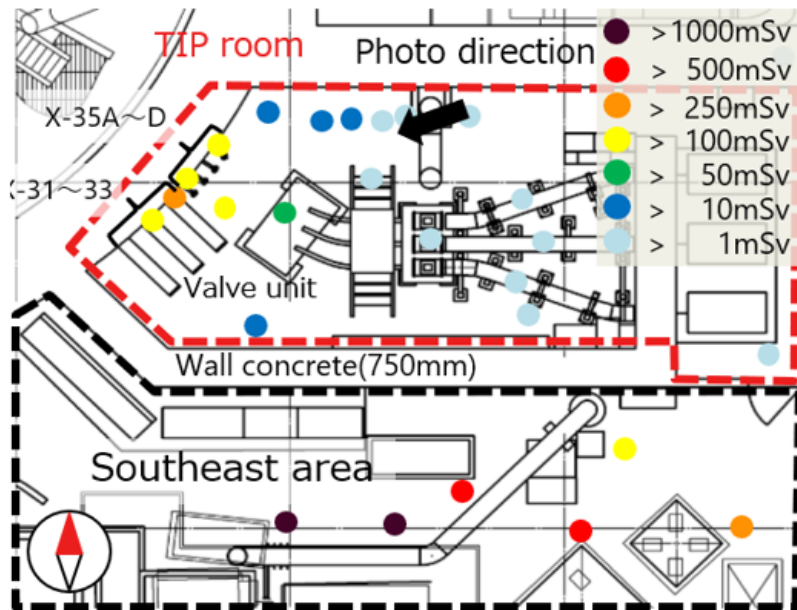 TIP room
Photo direction
> 1000mSv
> 500mSv
> 250mSv
> 100mSv
> 50mSv
> 10mSv
> 1mSv
X-35A～D
X-31～33
Valve unit
Wall concrete(750mm)
Southeast area